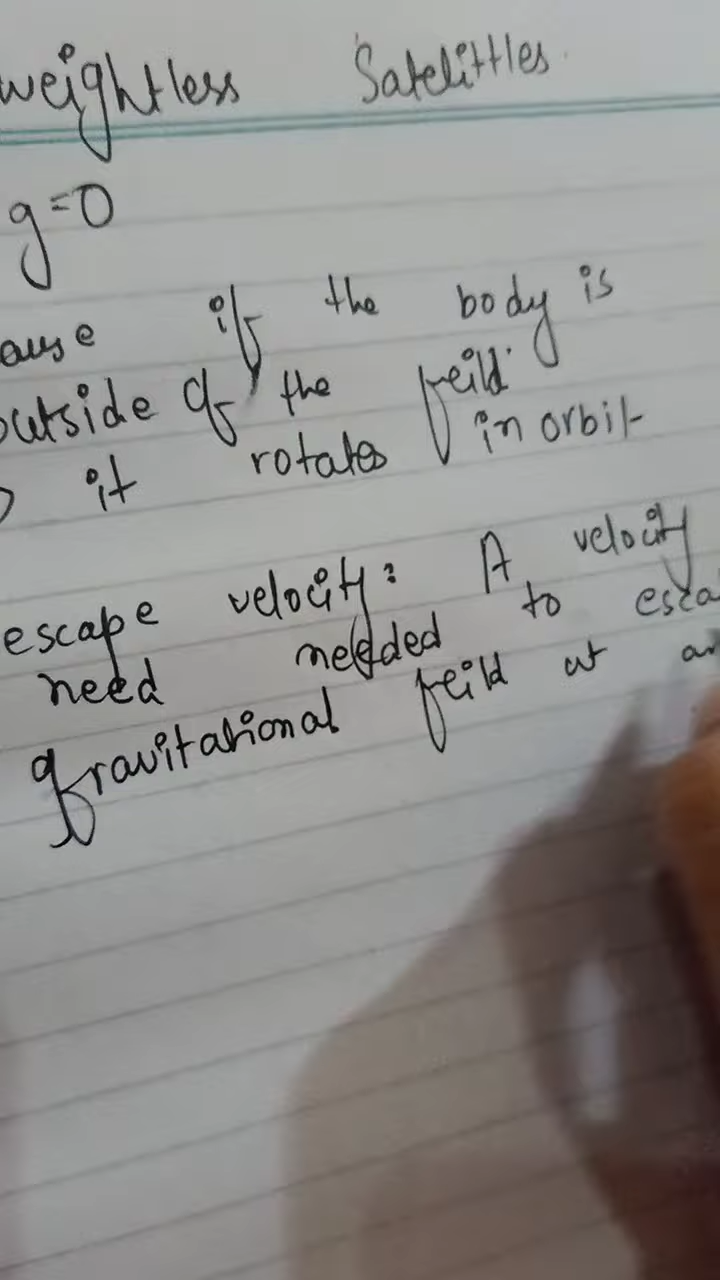 weightless Satelittles
g=0
ause if the body is
outside of the feild
it rotates in orbit
escape velocity: A velocity
need needed to esca
gravitational feild at an